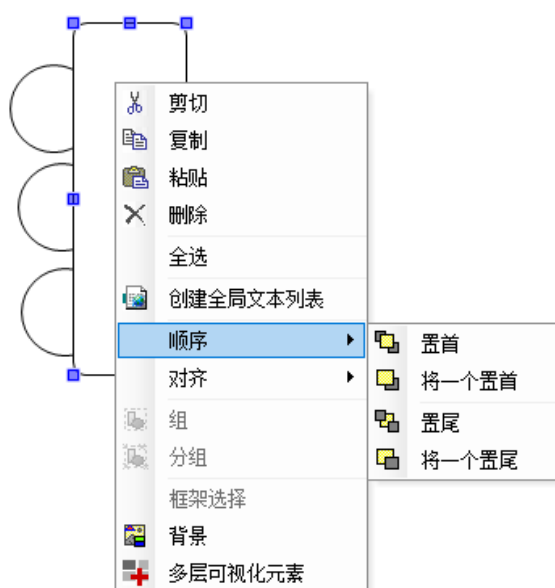 剪切
复制
粘贴
删除
全选
创建全局文本列表
顺序
对齐
组
分组
框架选择
背景
多层可视化元素
置首
将一个置首
置尾
将一个置尾